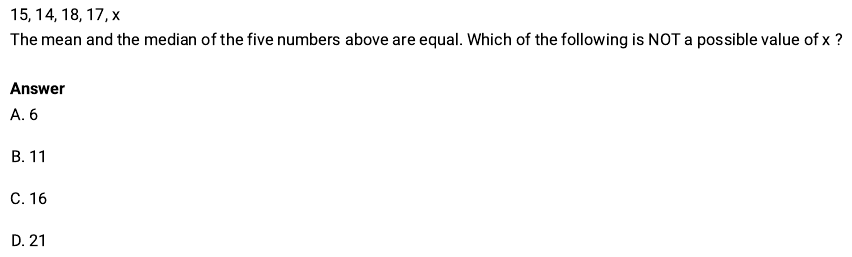 15, 14, 18, 17, x
The mean and the median of the five numbers above are equal. Which of the following is NOT a possible value of x ?
Answer
A. 6
B. 11
C. 16
D. 21